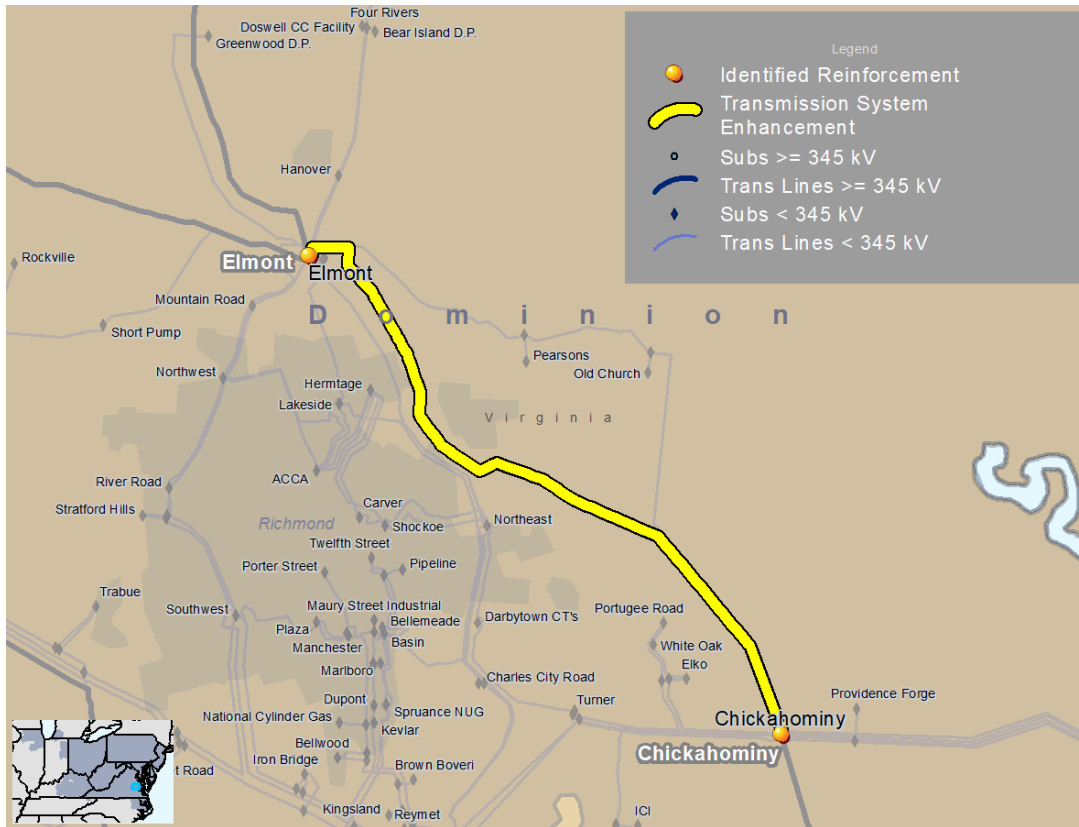 Four Rivers
Doswell CC Facility
Bear Island D.P.
Greenwood D.P.
Legend
Identified Reinforcement
Transmission System
Enhancement
Subs >= 345 kV
Trans Lines >= 345 kV
Subs < 345 kV
Trans Lines < 345 kV
Hanover
Rockville
Elmont
Elmont
Mountain Road
Dominion
Short Pump
Pearsons
Old Church
Northwest
Hermtage
Lakeside
Virginia
ACCA
River Road
Stratford Hills
Carver
Richmond
Shockoe
Northeast
Twelfth Street
Porter Street
Pipeline
Trabue
Southwest
Maury Street Industrial
Bellemeade
Plaza
Basin
Manchester
Marlboro
Darbytown CT's
Portugee Road
White Oak
Elko
Charles City Road
Turner
Dupont
Spruance NUG
National Cylinder Gas
Kevlar
Providence Forge
Chickahominy
Chickahominy
Bellwood
Iron Bridge
Brown Boveri
Kingsland
Reymet
ICI
Road